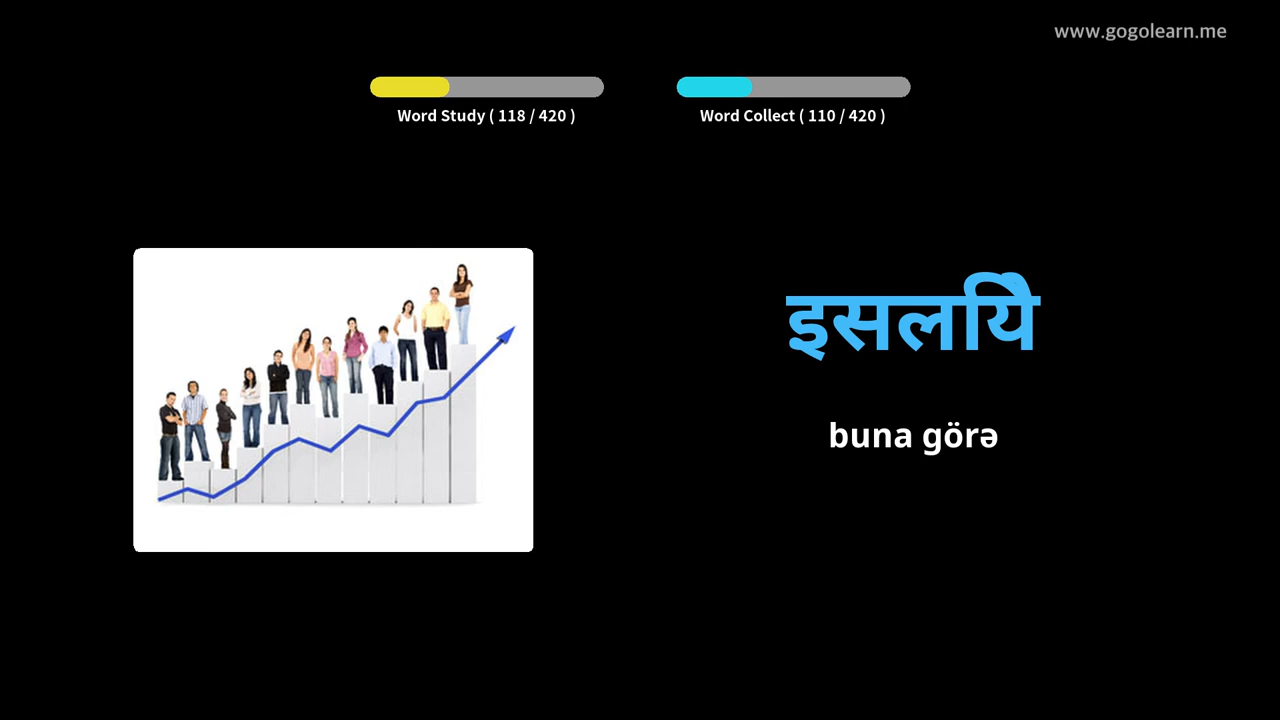 www.gogolearn.me
Word Study ( 118 / 420 )
Word Collect ( 110 / 420 )
इसलिये
buna görə